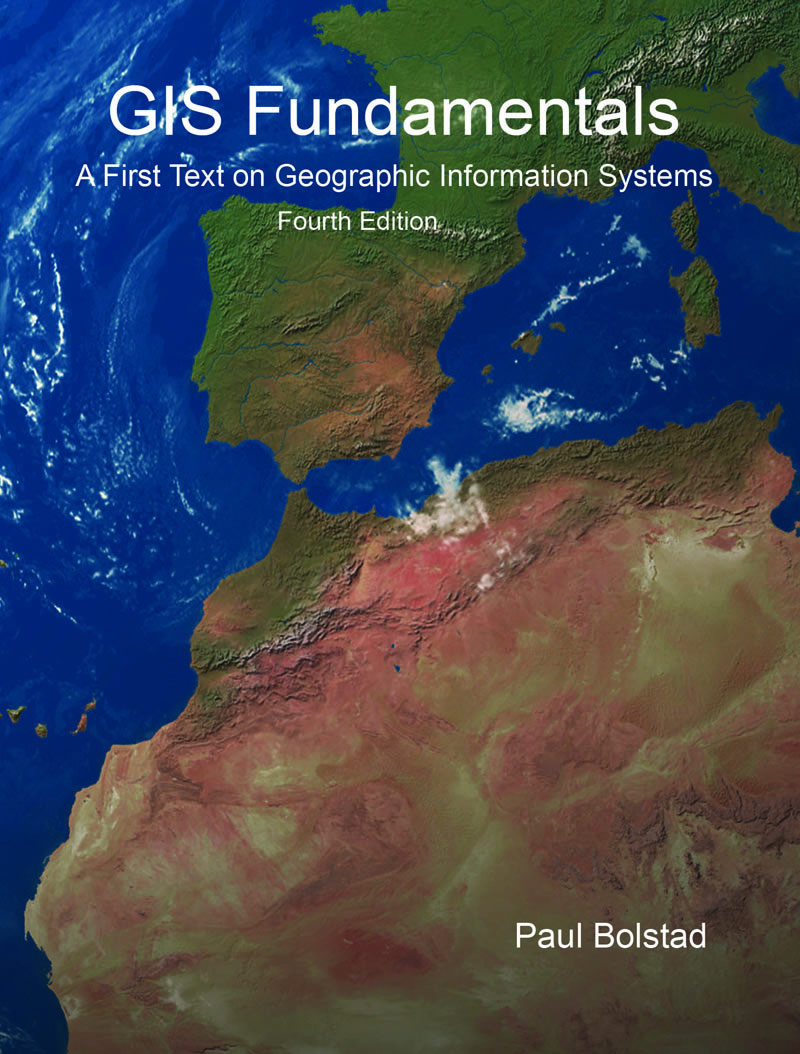 GIS Fundamentals
A First Text on Geographic Information Systems
Fourth Edition
Paul Bolstad